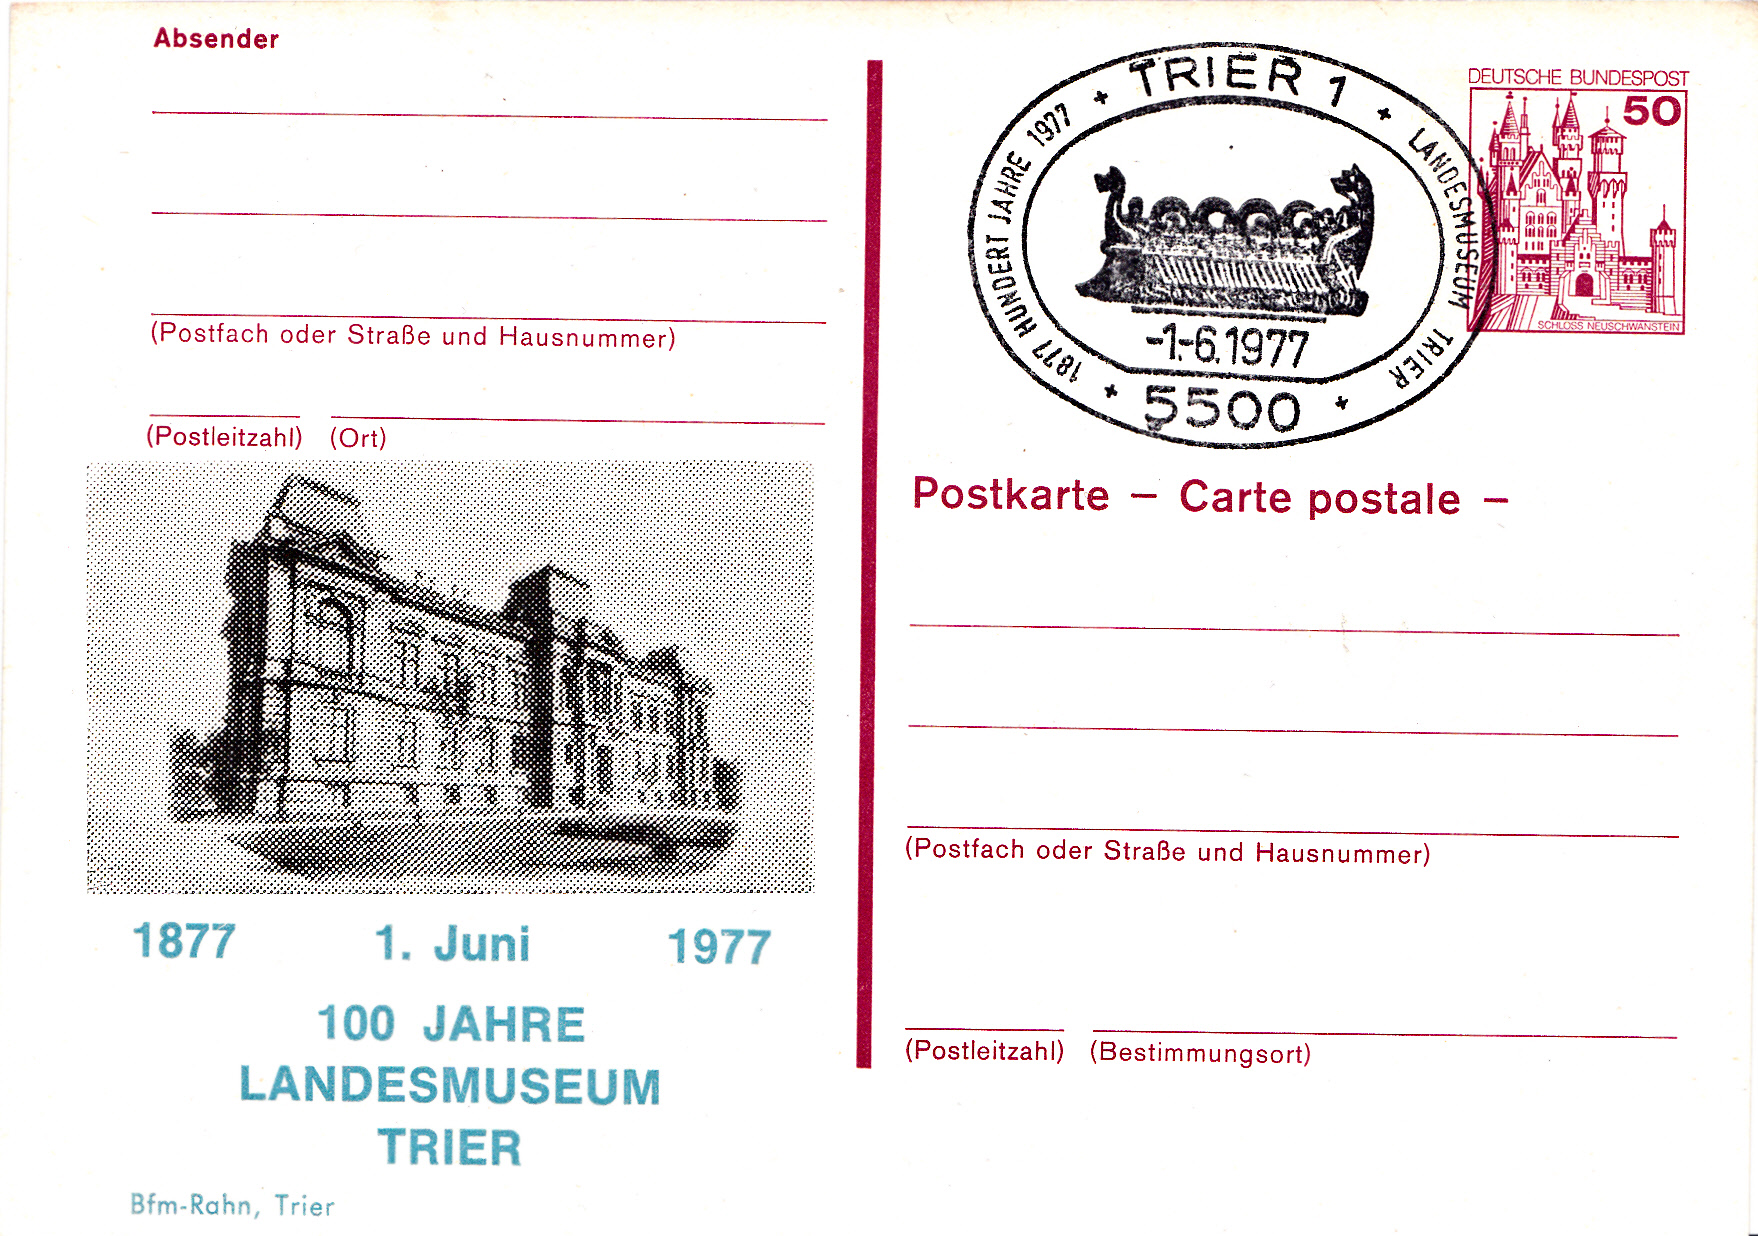 Absender
(Postfach oder Straße und Hausnummer)
(Postleitzahl) (Ort)
1877 1. Juni 1977
100 JAHRE
LANDESMUSEUM
TRIER
Bfm-Rahn, Trier
TRIER 1
1877 HUNDERT JAHRE 1977
LANDESMUSEUM TRIER
-1.-6.1977
5500
DEUTSCHE BUNDESPOST
50
SCHLOSS NEUSCHWANSTEIN
Postkarte – Carte postale –
(Postfach oder Straße und Hausnummer)
(Postleitzahl) (Bestimmungsort)